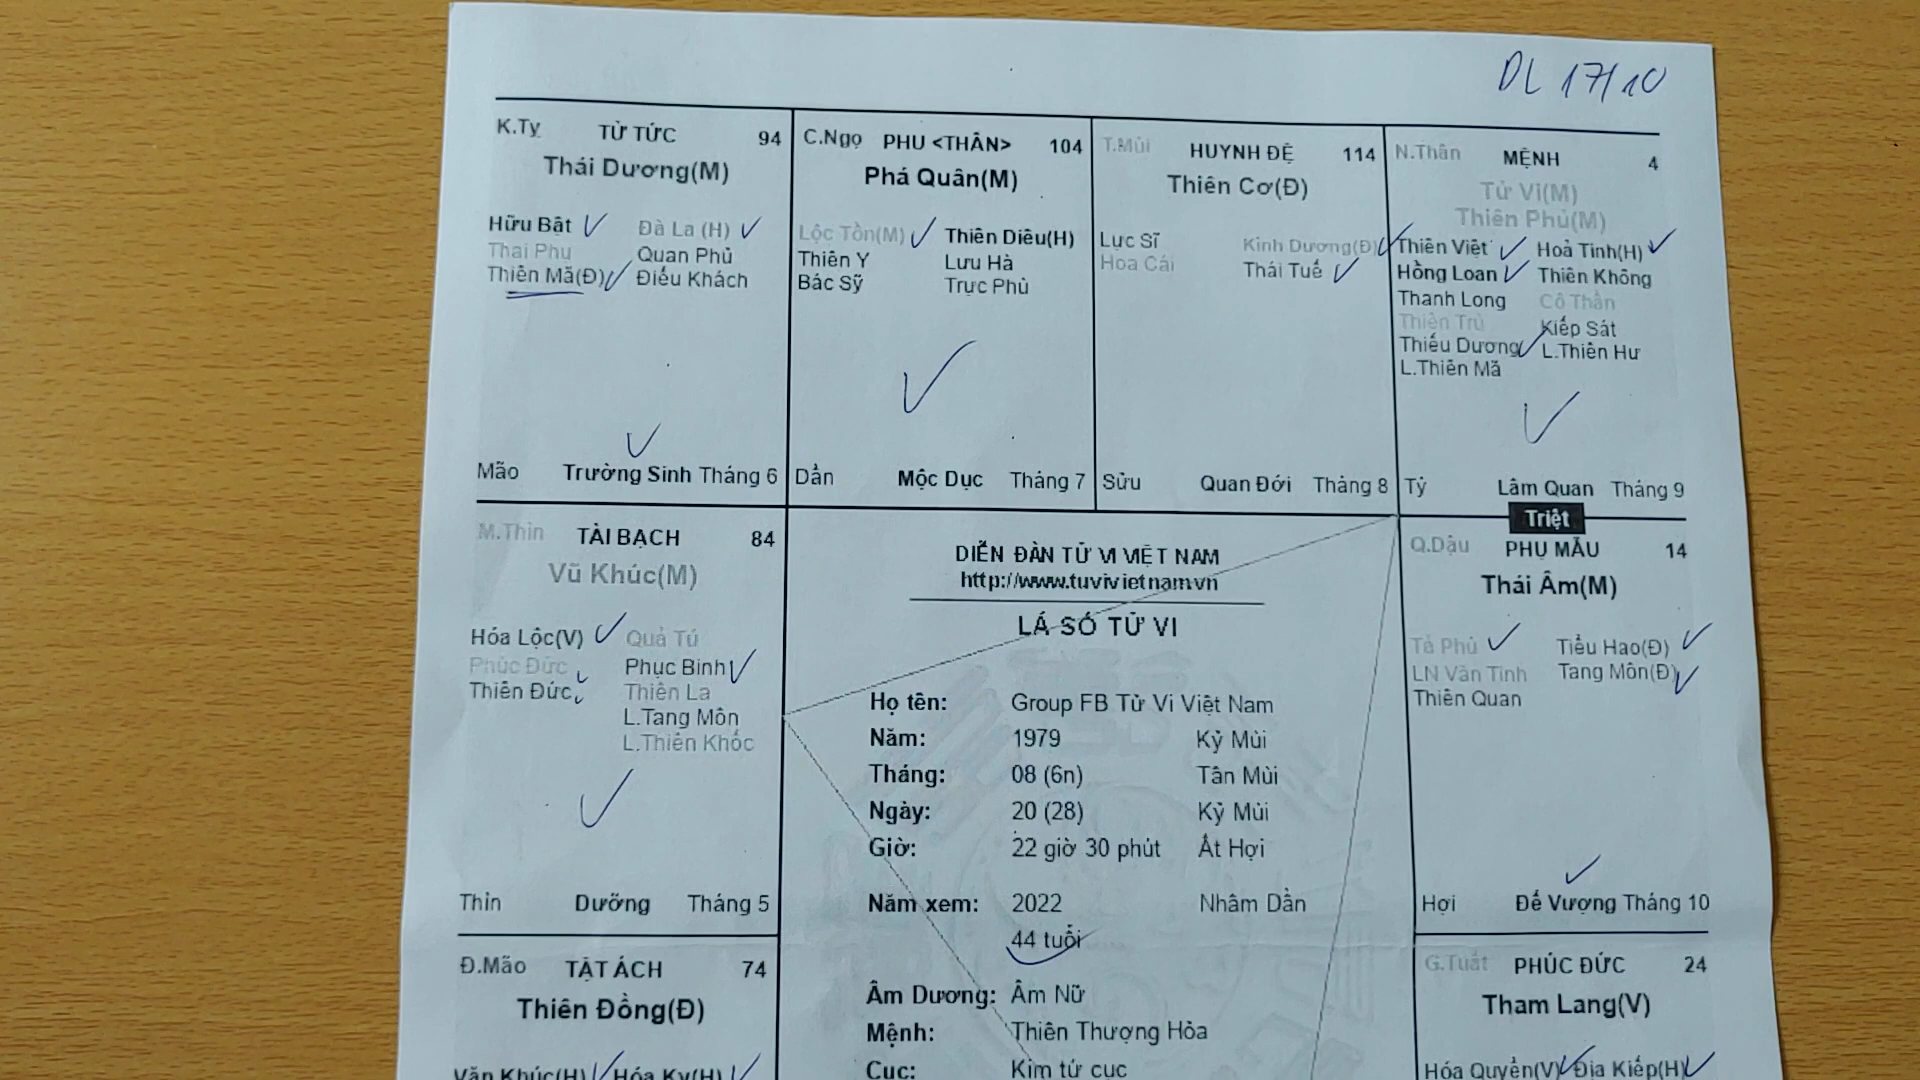 DL 17/10
K.Tỵ TỬ TỨC 94
Thái Dương(M)
Hữu Bật Đà La (H)
Thai Phụ Quan Phủ
Thiên Mã(Đ) Điếu Khách
Mão Trường Sinh Tháng 6
C.Ngọ PHU <THÂN> 104
Phá Quân(M)
Lộc Tồn(M) Thiên Diêu(H)
Thiên Y Lưu Hà
Bác Sỹ Trực Phù
Dần Mộc Dục Tháng 7
T.Mùi HUYNH ĐỆ 114
Thiên Cơ(Đ)
Lực Sĩ Kình Dương(Đ)
Hoa Cái Thái Tuế
Sửu Quan Đới Tháng 8
N.Thân MỆNH 4
Tử Vi(M)
Thiên Phủ(M)
Thiên Việt Hoả Tinh(H)
Hồng Loan Thiên Không
Thanh Long Cô Thần
Thiên Trù Kiếp Sát
Thiếu Dương L.Thiên Hư
L.Thiên Mã
Tý Lâm Quan Tháng 9
Triệt
M.Thìn TÀI BẠCH 84
Vũ Khúc(M)
Hóa Lộc(V) Quả Tú
Phúc Đức Phục Binh
Thiên Đức Thiên La
L.Tang Môn
L.Thiên Khốc
Thìn Dưỡng Tháng 5
DIỄN ĐÀN TỬ VI VIỆT NAM
http://www.tuvivietnam.vn
LÁ SỐ TỬ VI
Họ tên: Group FB Tử Vi Việt Nam
Năm: 1979 Kỷ Mùi
Tháng: 08 (6n) Tân Mùi
Ngày: 20 (28) Kỷ Mùi
Giờ: 22 giờ 30 phút Ất Hợi
Năm xem: 2022 Nhâm Dần
44 tuổi
Âm Dương: Âm Nữ
Mệnh: Thiên Thượng Hỏa
Cục: Kim tứ cục
Q.Dậu PHỤ MẪU 14
Thái Âm(M)
Tả Phù Tiểu Hao(Đ)
LN Văn Tinh Tang Môn(Đ)
Thiên Quan
Hợi Đế Vượng Tháng 10
Đ.Mão TẬT ÁCH 74
Thiên Đồng(Đ)
Văn Khúc(H) Hóa Kỵ(H)
G.Tuất PHÚC ĐỨC 24
Tham Lang(V)
Hóa Quyền(V) Địa Kiếp(H)